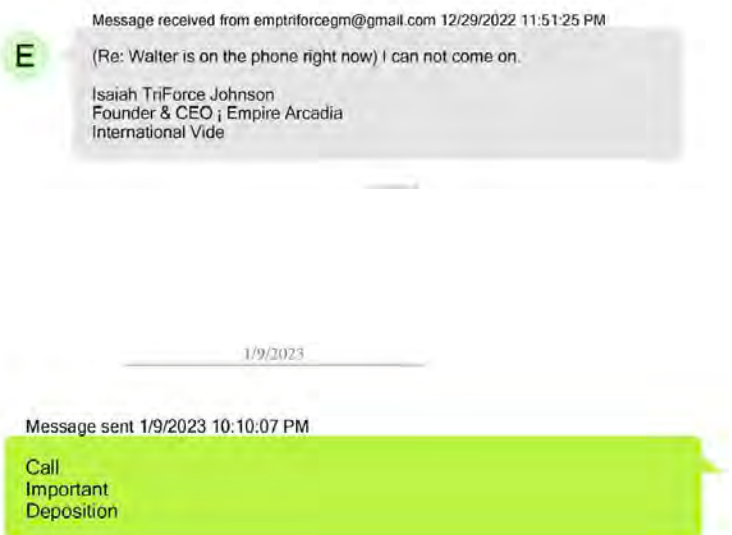 Message received from emptriforcegm@gmail.com 12/29/2022 11:51:25 PM
E
(Re: Walter is on the phone right now) I can not come on.
Isaiah TriForce Johnson
Founder & CEO ¡ Empire Arcadia
International Vide
1/9/2023
Message sent 1/9/2023 10:10:07 PM
Call
Important
Deposition